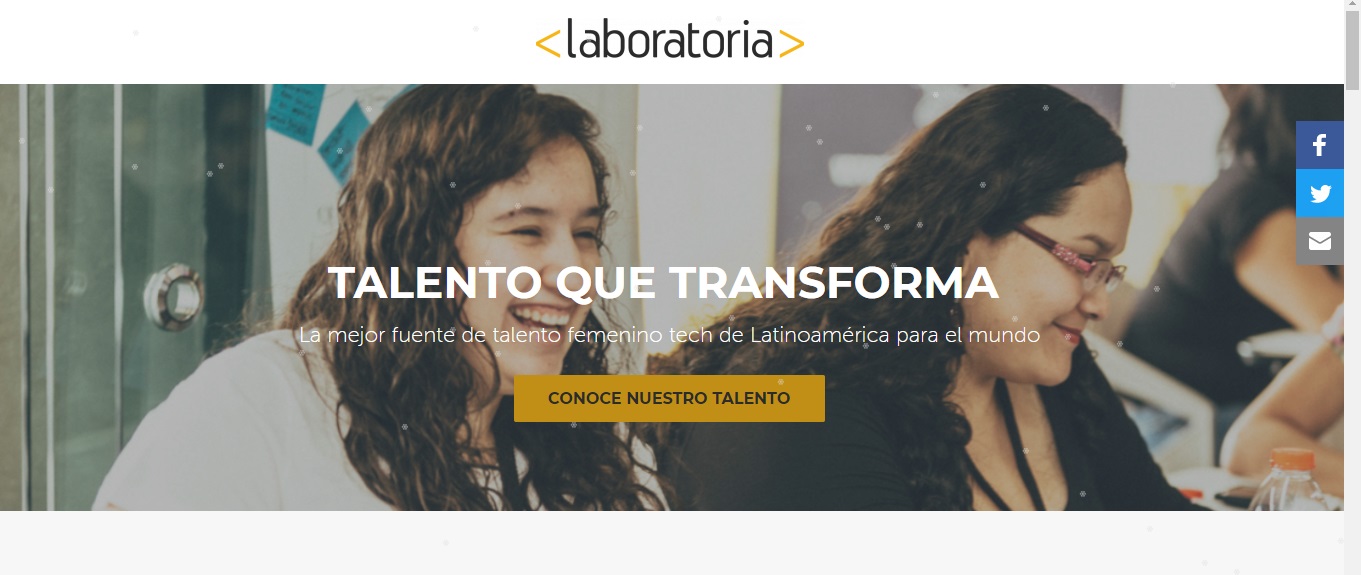 <laboratoria>
TALENTO QUE TRANSFORMA
La mejor fuente de talento femenino tech de Latinoamérica para el mundo
CONOCE NUESTRO TALENTO